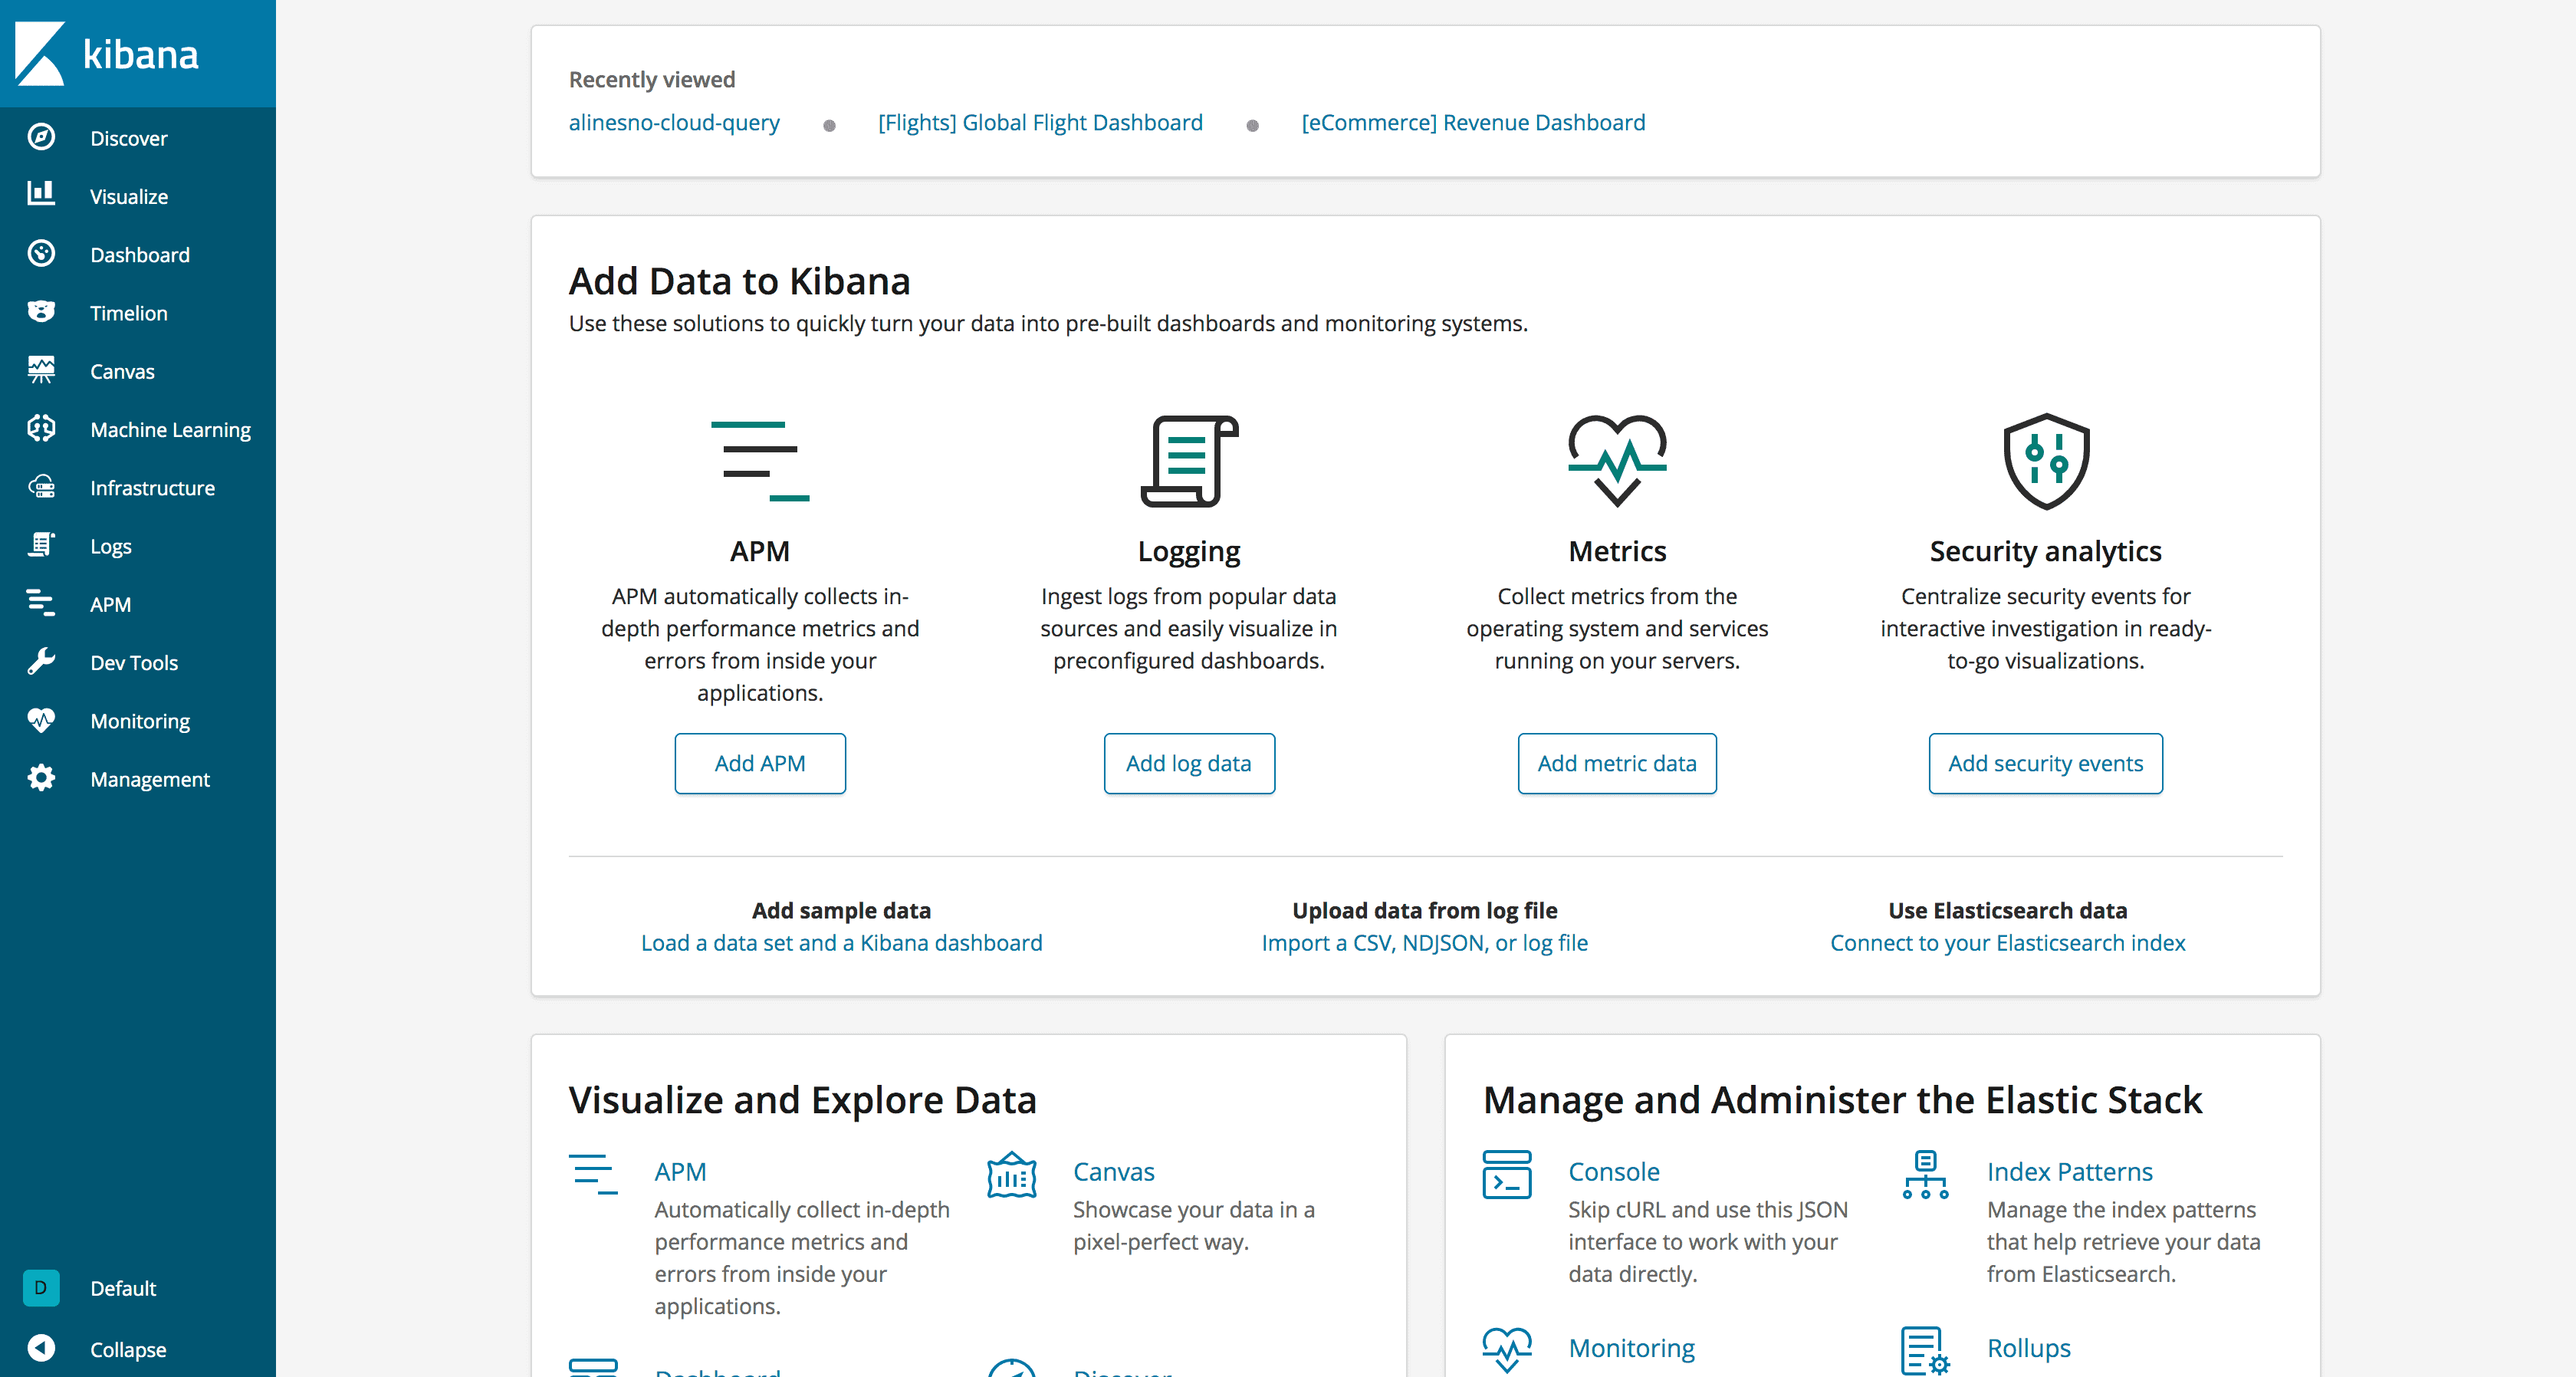 kibana
Discover
Visualize
Dashboard
Timelion
Canvas
Machine Learning
Infrastructure
Logs
APM
Dev Tools
Monitoring
Management
D
Default
Collapse
Recently viewed
alinesno-cloud-query
[Flights] Global Flight Dashboard
[eCommerce] Revenue Dashboard
Add Data to Kibana
Use these solutions to quickly turn your data into pre-built dashboards and monitoring systems.
APM
APM automatically collects in-
depth performance metrics and
errors from inside your
applications.
Add APM
Logging
Ingest logs from popular data
sources and easily visualize in
preconfigured dashboards.
Add log data
Metrics
Collect metrics from the
operating system and services
running on your servers.
Add metric data
Security analytics
Centralize security events for
interactive investigation in ready-
to-go visualizations.
Add security events
Add sample data
Load a data set and a Kibana dashboard
Upload data from log file
Import a CSV, NDJSON, or log file
Use Elasticsearch data
Connect to your Elasticsearch index
Visualize and Explore Data
APM
Automatically collect in-depth
performance metrics and
errors from inside your
applications.
Canvas
Showcase your data in a
pixel-perfect way.
Dashboard
Discover
Manage and Administer the Elastic Stack
Console
Skip cURL and use this JSON
interface to work with your
data directly.
Index Patterns
Manage the index patterns
that help retrieve your data
from Elasticsearch.
Monitoring
Rollups